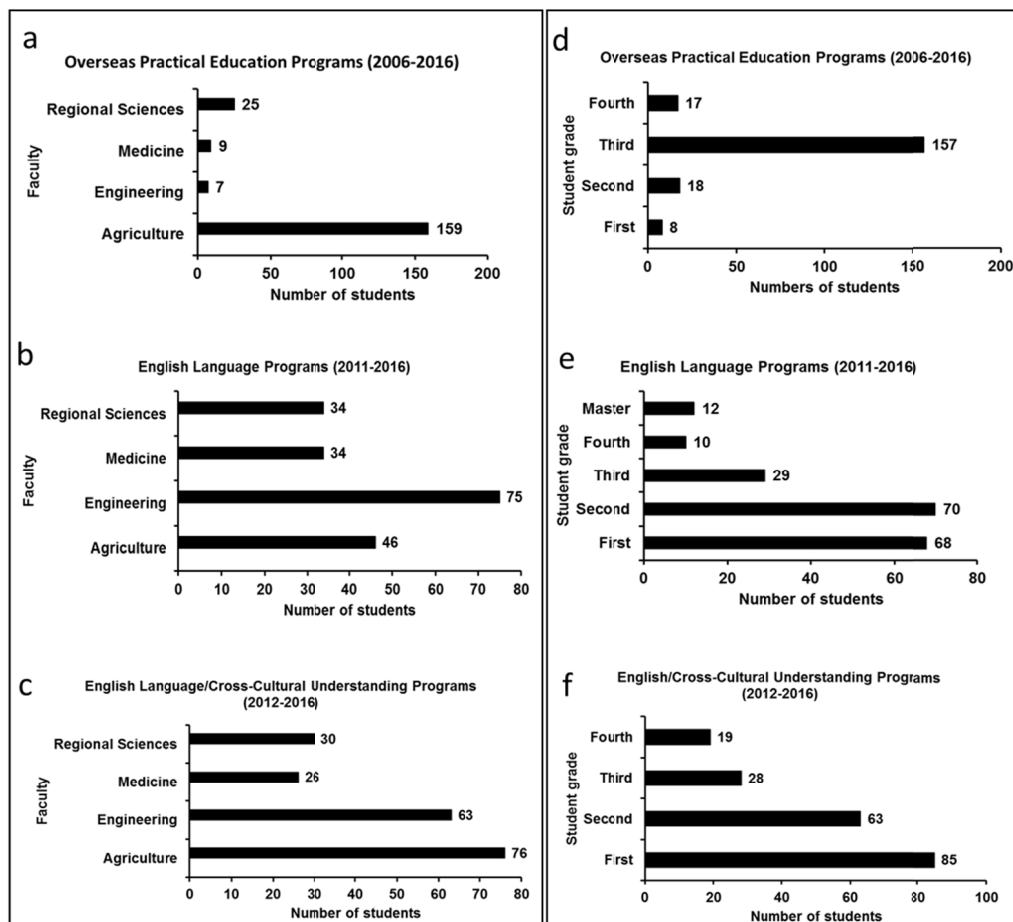 a
Overseas Practical Education Programs (2006-2016)
Faculty
Regional Sciences 25
Medicine 9
Engineering 7
Agriculture 159
0 50 100 150 200
Number of students
b
English Language Programs (2011-2016)
Faculty
Regional Sciences 34
Medicine 34
Engineering 75
Agriculture 46
0 10 20 30 40 50 60 70 80
Number of students
c
English Language/Cross-Cultural Understanding Programs
(2012-2016)
Faculty
Regional Sciences 30
Medicine 26
Engineering 63
Agriculture 76
0 10 20 30 40 50 60 70 80
Number of students
d
Overseas Practical Education Programs (2006-2016)
Student grade
Fourth 17
Third 157
Second 18
First 8
0 50 100 150 200
Numbers of students
e
English Language Programs (2011-2016)
Student grade
Master 12
Fourth 10
Third 29
Second 70
First 68
0 20 40 60 80
Number of students
f
English/Cross-Cultural Understanding Programs
(2012-2016)
Student grade
Fourth 19
Third 28
Second 63
First 85
0 20 40 60 80 100
Number of students